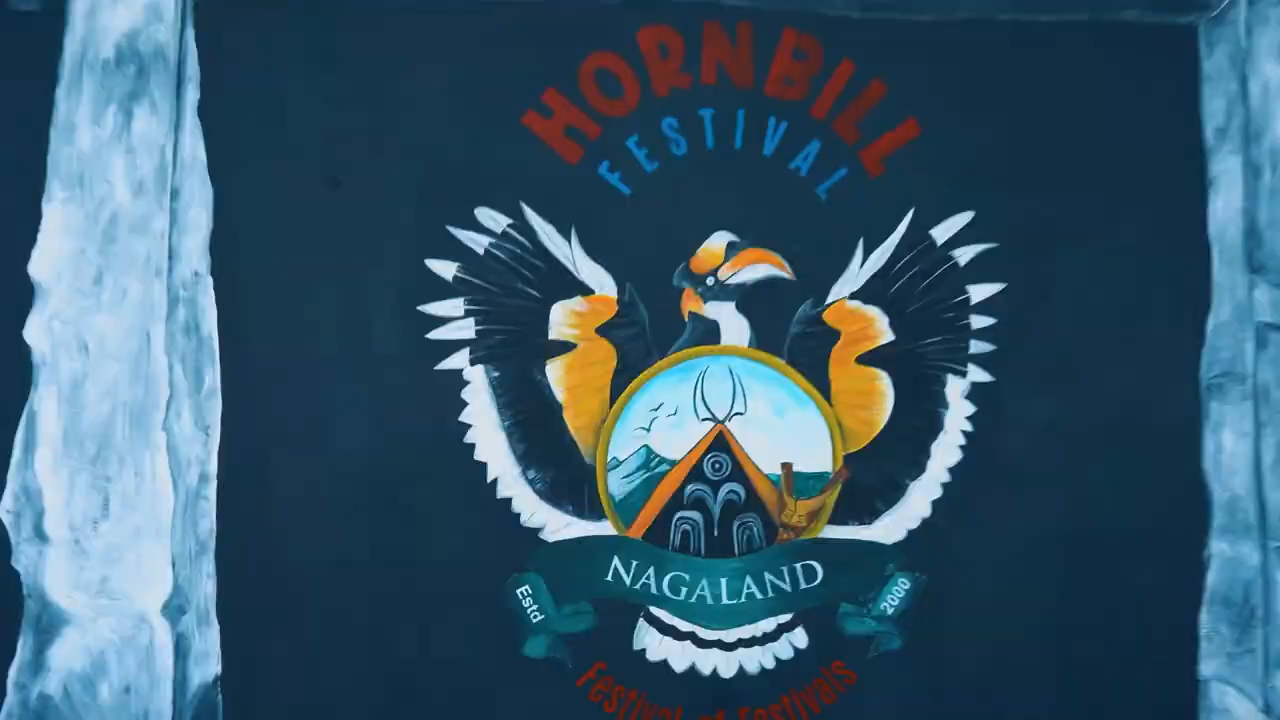 HORNBILL
FESTIVAL
NAGALAND
Estd
2000
Festival of Festivals